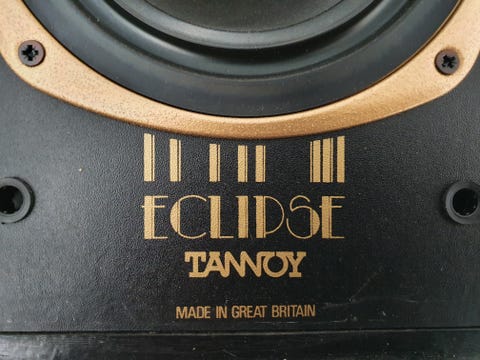 ECLIPSE
TANNOY
MADE IN GREAT BRITAIN